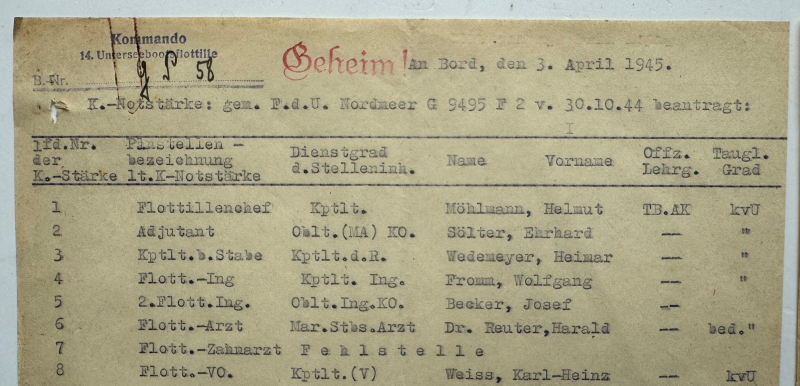 Kommando
14. Unterseebootflottille
Geheim! An Bord, den 3. April 1945.
B. Nr. g 58
K.-Notstärke: gem. F.d.U. Nordmeer G 9495 F 2 v. 30.10.44 beantragt:
I
lfd.Nr. Planstellen - Dienstgrad Name Vorname Offz. Taugl.
der bezeichnung d.Stelleninh. Lehrg. Grad
K.-Stärke lt.K-Notstärke
1 Flottillenchef Kptlt. Möhlmann, Helmut TB.AK kvU
2 Adjutant Oblt.(MA) KO. Sölter, Ehrhard -- "
3 Kptlt.b.Stabe Kptlt.d.R. Wedemeyer, Heimar -- "
4 Flott.-Ing Kptlt. Ing. Fromm, Wolfgang -- "
5 2.Flott.Ing. Oblt.Ing.KO. Becker, Josef --
6 Flott.-Arzt Mar.Stbs.Arzt Dr. Reuter,Harald -- bed."
7 Flott.-Zahnarzt F e h l s t e l l e
8 Flott.-VO. Kptlt.(V) Weiss, Karl-Heinz -- kvU